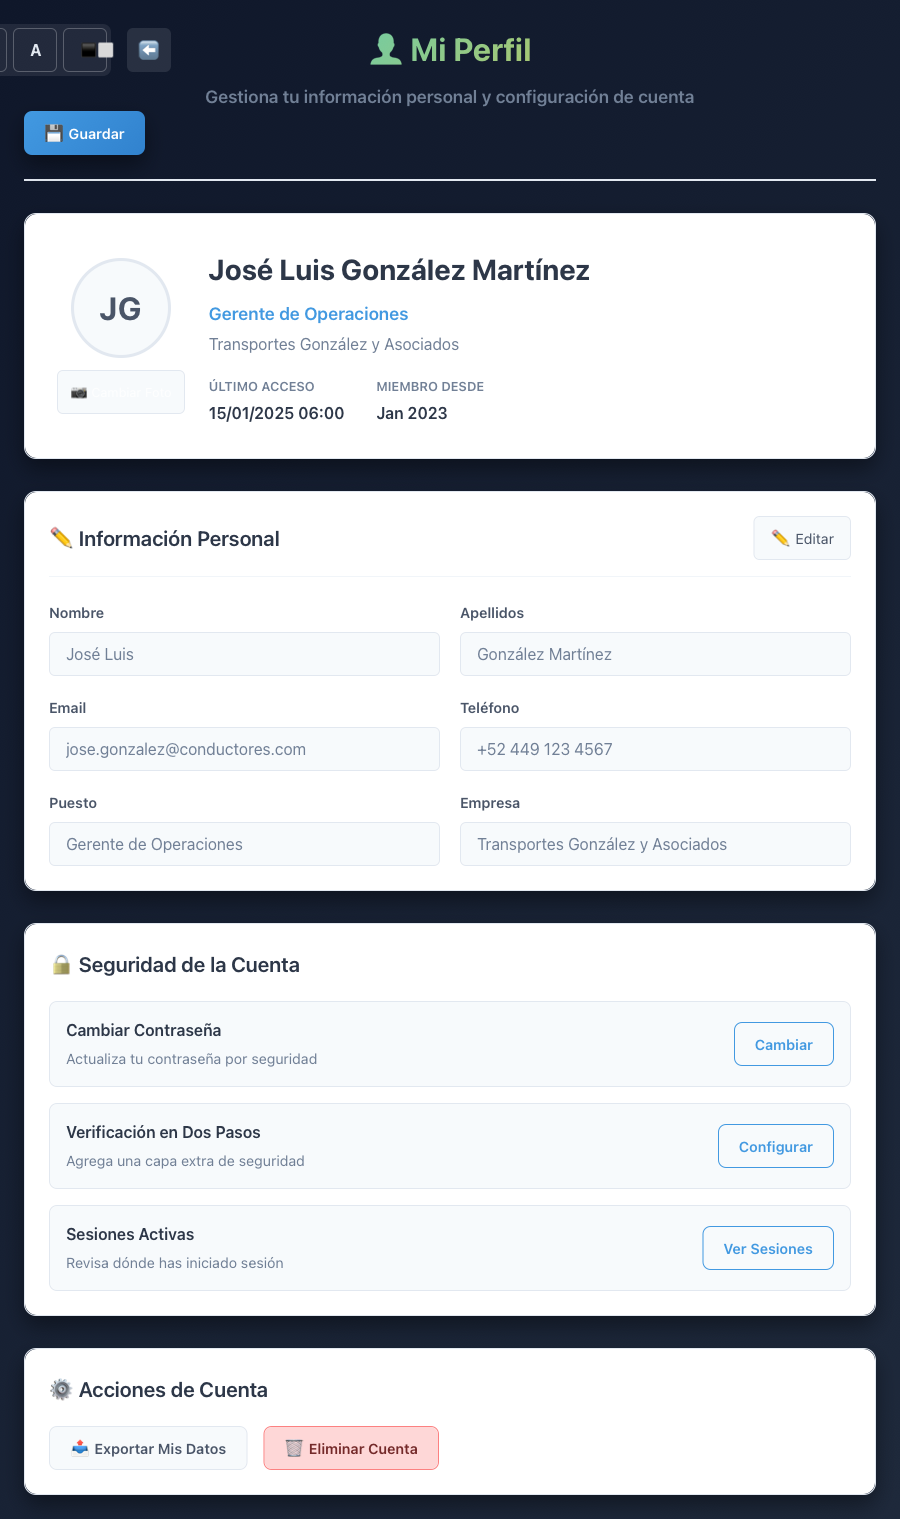 A
Mi Perfil
Gestiona tu información personal y configuración de cuenta
Guardar
José Luis González Martínez
JG
Gerente de Operaciones
Transportes González y Asociados
ÚLTIMO ACCESO
MIEMBRO DESDE
15/01/2025 06:00
Jan 2023
Información Personal
Editar
Nombre
Apellidos
José Luis
González Martínez
Email
Teléfono
jose.gonzalez@conductores.com
+52 449 123 4567
Puesto
Empresa
Gerente de Operaciones
Transportes González y Asociados
Seguridad de la Cuenta
Cambiar Contraseña
Actualiza tu contraseña por seguridad
Cambiar
Verificación en Dos Pasos
Agrega una capa extra de seguridad
Configurar
Sesiones Activas
Revisa dónde has iniciado sesión
Ver Sesiones
Acciones de Cuenta
Exportar Mis Datos
Eliminar Cuenta